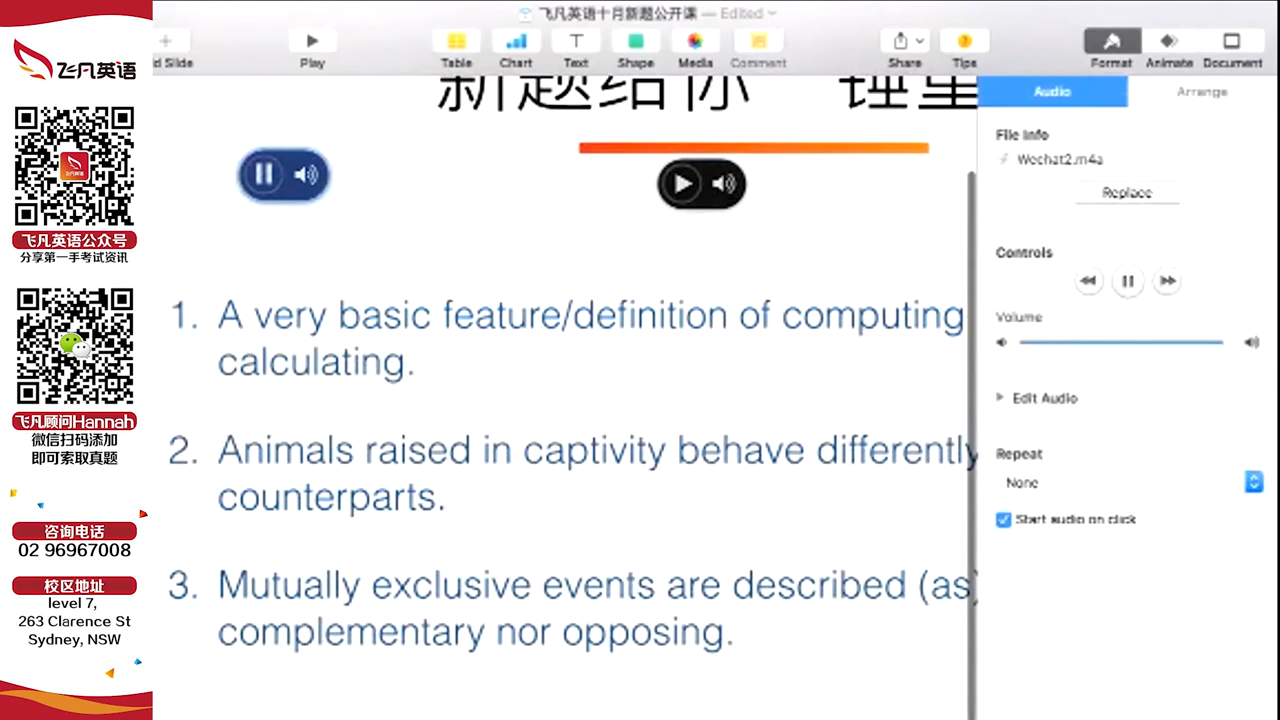 飞凡英语
飞凡英语公众号
分享第一手考试资讯
飞凡顾问Hannah
微信扫码添加
即可索取真题
咨询电话
02 96967008
校区地址
level 7,
263 Clarence St
Sydney, NSW
飞凡英语十月新题公开课 — Edited
d Slide
Play
Table
Chart
Text
Shape
Media
Comment
Share
Tips
Format
Animate
Document
新题给你
1. A very basic feature/definition of computing
calculating.
2. Animals raised in captivity behave differently
counterparts.
3. Mutually exclusive events are described (as)
complementary nor opposing.
Audio
Arrange
File Info
Wechat2.m4a
Replace
Controls
Volume
Edit Audio
Repeat
None
Start audio on click